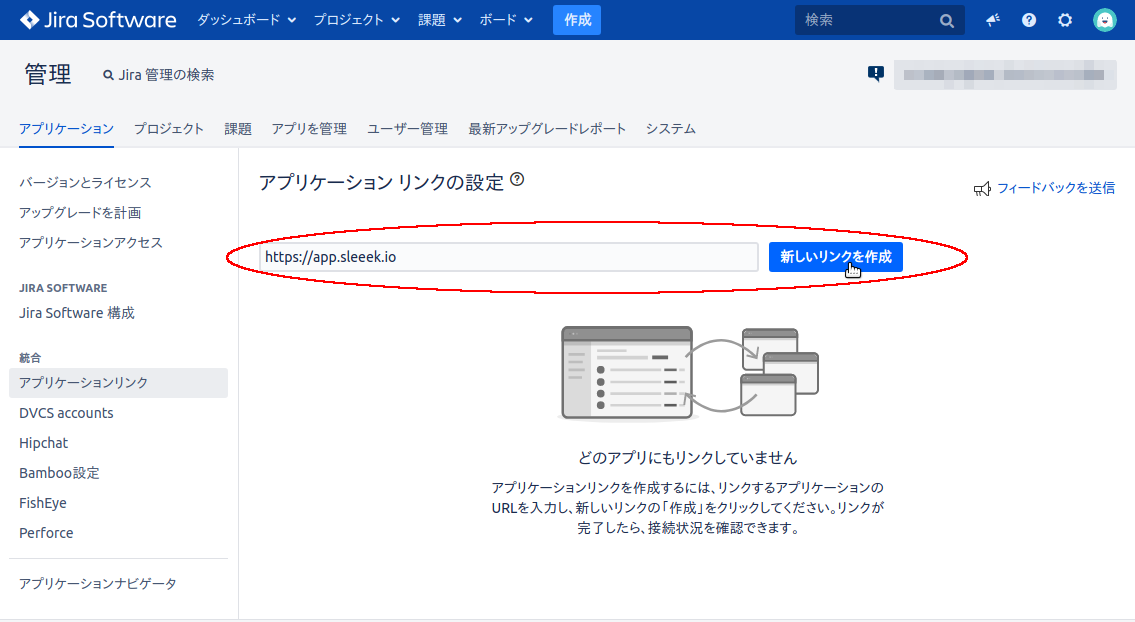 Jira Software ダッシュボード プロジェクト 課題 ボード 作成 検索
管理 Jira 管理の検索
アプリケーション プロジェクト 課題 アプリを管理 ユーザー管理 最新アップグレードレポート システム
バージョンとライセンス
アップグレードを計画
アプリケーションアクセス
JIRA SOFTWARE
Jira Software 構成
統合
アプリケーションリンク
DVCS accounts
Hipchat
Bamboo設定
FishEye
Perforce
アプリケーションナビゲータ
アプリケーション リンクの設定
フィードバックを送信
https://app.sleeek.io 新しいリンクを作成
どのアプリにもリンクしていません
アプリケーションリンクを作成するには、リンクするアプリケーションの
URLを入力し、新しいリンクの「作成」をクリックしてください。リンクが
完了したら、接続状況を確認できます。